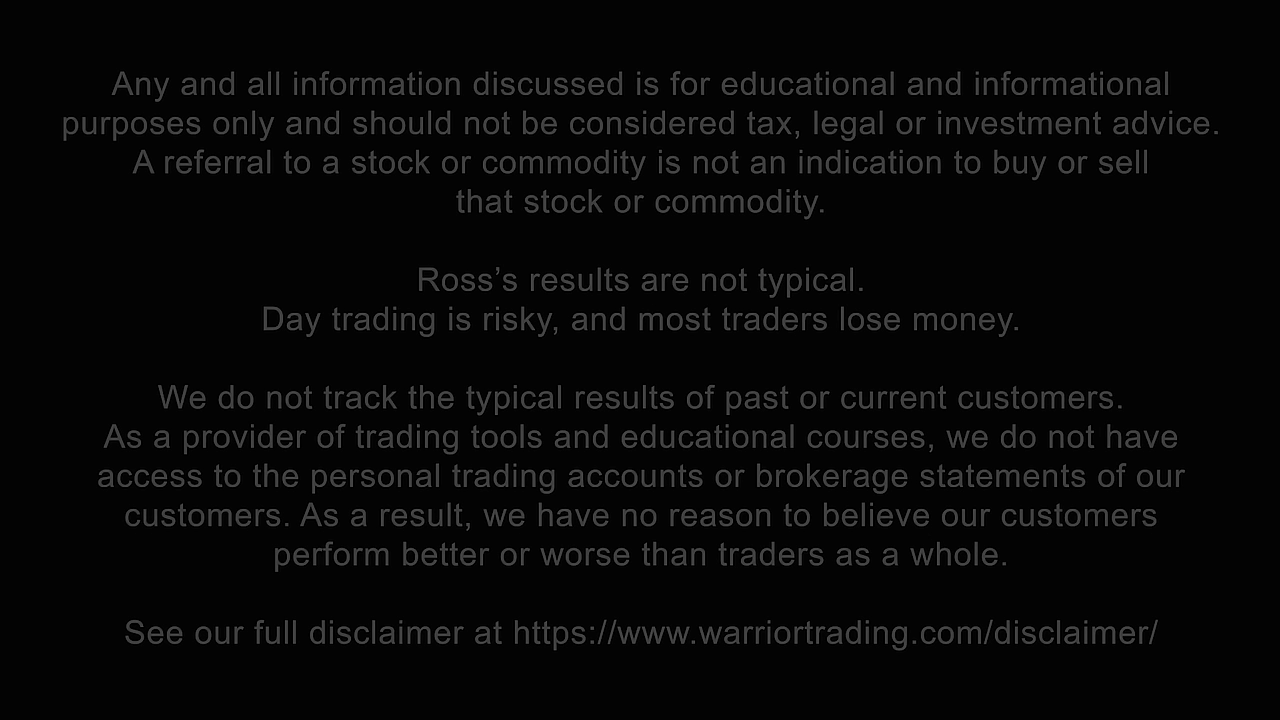 Any and all information discussed is for educational and informational
purposes only and should not be considered tax, legal or investment advice.
A referral to a stock or commodity is not an indication to buy or sell
that stock or commodity.
Ross’s results are not typical.
Day trading is risky, and most traders lose money.
We do not track the typical results of past or current customers.
As a provider of trading tools and educational courses, we do not have
access to the personal trading accounts or brokerage statements of our
customers. As a result, we have no reason to believe our customers
perform better or worse than traders as a whole.
See our full disclaimer at https://www.warriortrading.com/disclaimer/